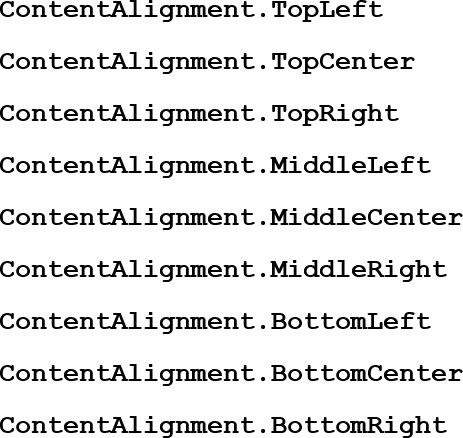 ContentAlignment.TopLeft
ContentAlignment.TopCenter
ContentAlignment.TopRight
ContentAlignment.MiddleLeft
ContentAlignment.MiddleCenter
ContentAlignment.MiddleRight
ContentAlignment.BottomLeft
ContentAlignment.BottomCenter
ContentAlignment.BottomRight